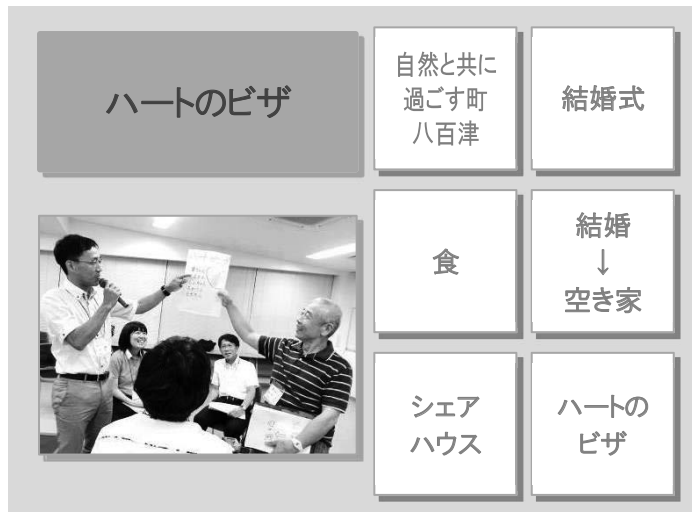 ハートのビザ
自然と共に
過ごす町
八百津
結婚式
食
結婚
↓
空き家
シェア
ハウス
ハートの
ビザ